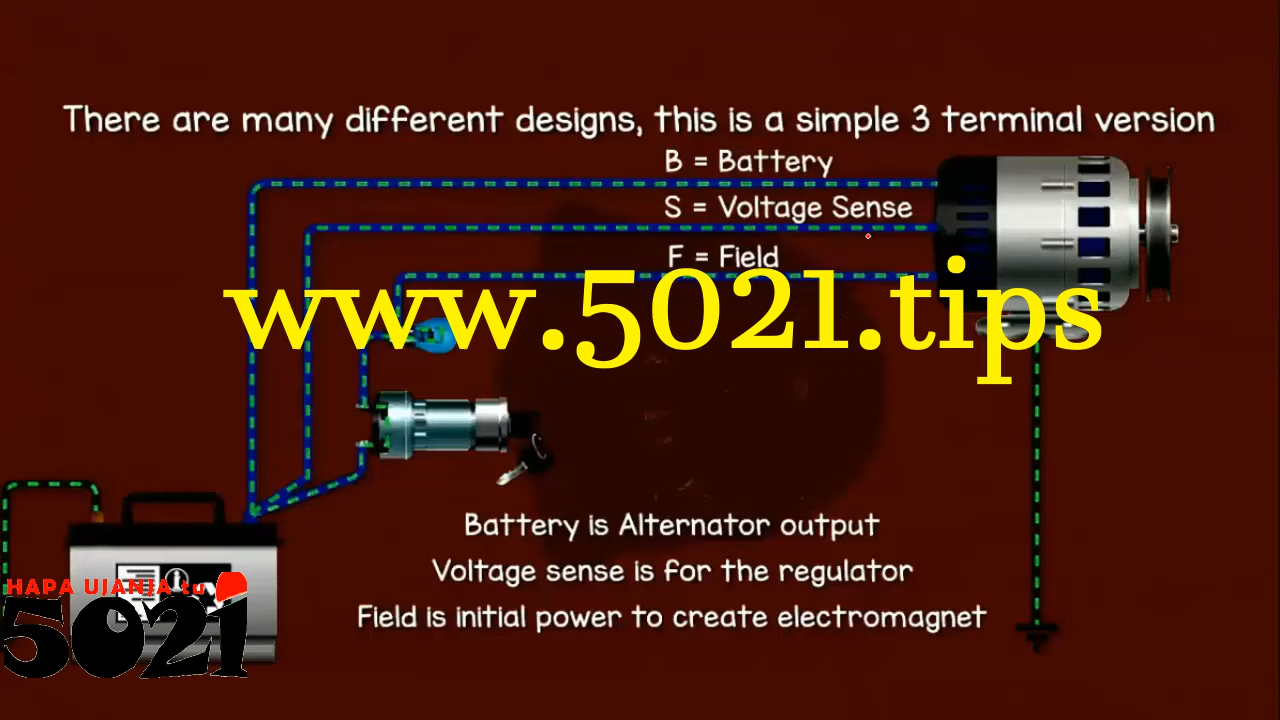 There are many different designs, this is a simple 3 terminal version
B = Battery
S = Voltage Sense
F = Field
www.5021.tips
Battery is Alternator output
Voltage sense is for the regulator
Field is initial power to create electromagnet
HAPA UJANJA tu
5021